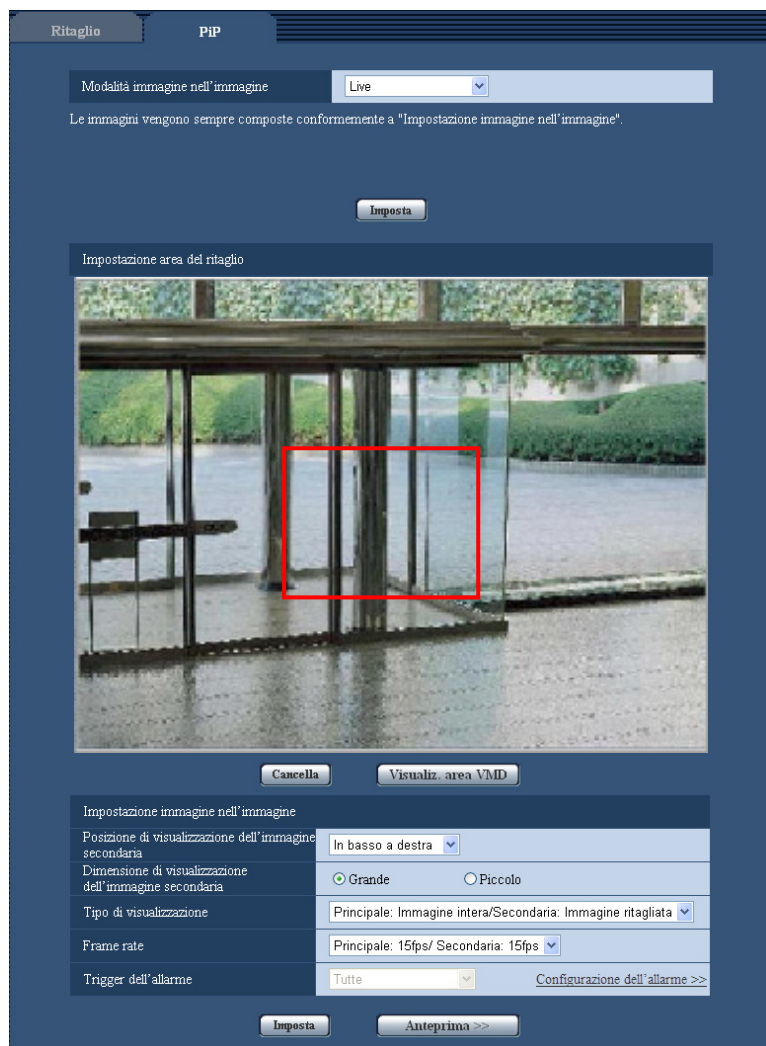 Ritaglio
PiP
Modalità immagine nell'immagine
Live
Le immagini vengono sempre composte conformemente a "Impostazione immagine nell'immagine".
Imposta
Impostazione area del ritaglio
Cancella
Visualiz. area VMD
Impostazione immagine nell'immagine
Posizione di visualizzazione dell'immagine
secondaria
In basso a destra
Dimensione di visualizzazione
dell'immagine secondaria
Grande
Piccolo
Tipo di visualizzazione
Principale: Immagine intera/Secondaria: Immagine ritagliata
Frame rate
Principale: 15fps/ Secondaria: 15fps
Trigger dell'allarme
Tutte
Configurazione dell'allarme >>
Imposta
Anteprima >>